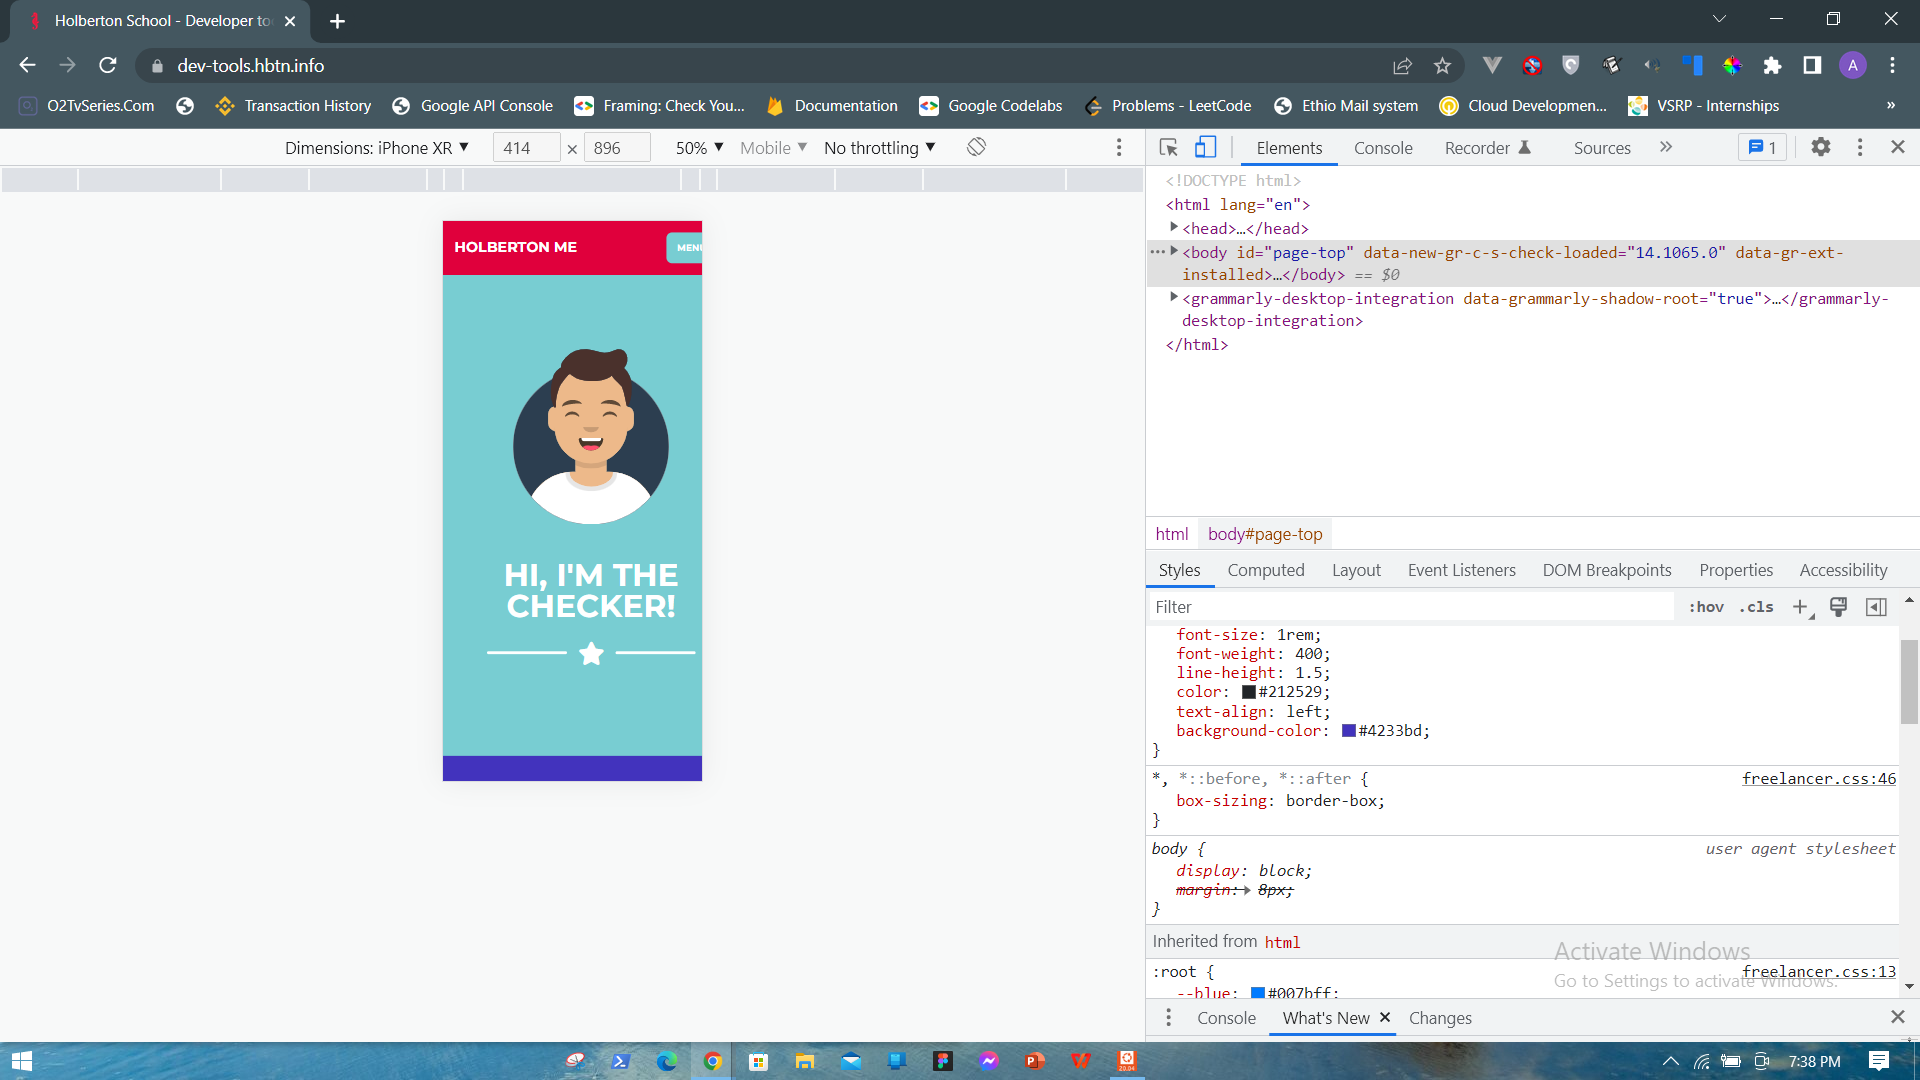 Holberton School - Developer to
dev-tools.hbtn.info
A
O2TvSeries.Com
Transaction History
Google API Console
Framing: Check You...
Documentation
Google Codelabs
Problems - LeetCode
Ethio Mail system
Cloud Developmen...
VSRP - Internships
»
Dimensions: iPhone XR ▼ 414 × 896 50% ▼ Mobile ▼ No throttling ▼
Elements Console Recorder Sources » 1
HOLBERTON ME
MENU
HI, I'M THE
CHECKER!
<!DOCTYPE html>
<html lang="en">
<head>…</head>
<body id="page-top" data-new-gr-c-s-check-loaded="14.1065.0" data-gr-ext-
installed>…</body> == $0
<grammarly-desktop-integration data-grammarly-shadow-root="true">…</grammarly-
desktop-integration>
</html>
html body#page-top
Styles Computed Layout Event Listeners DOM Breakpoints Properties Accessibility
Filter :hov .cls +
font-size: 1rem;
font-weight: 400;
line-height: 1.5;
color: #212529;
text-align: left;
background-color: #4233bd;
}
*, *::before, *::after { freelancer.css:46
box-sizing: border-box;
}
body { user agent stylesheet
display: block;
margin: 8px;
}
Inherited from html
:root { freelancer.css:13
--blue: #007bff;
Activate Windows
Go to Settings to activate Windows.
Console What's New × Changes
20.04
7:38 PM